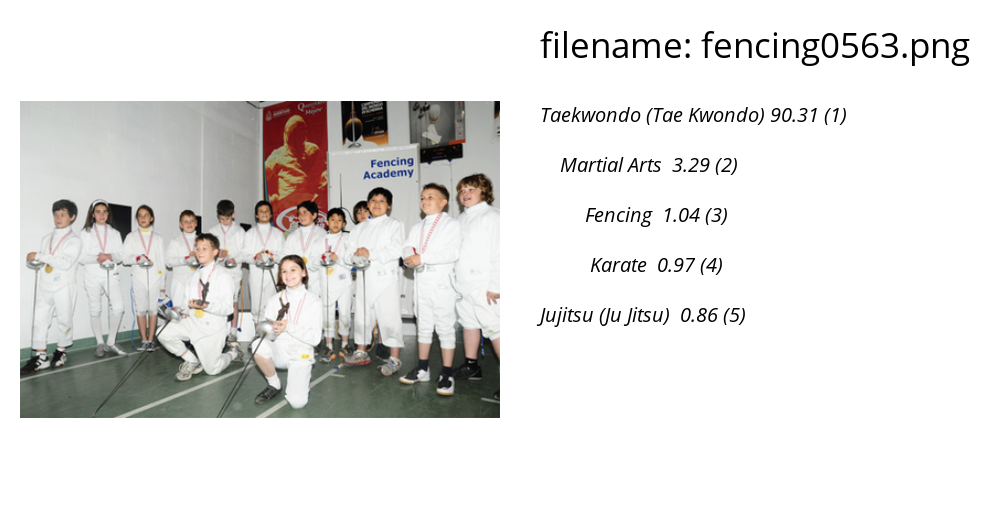 filename: fencing0563.png
Taekwondo (Tae Kwondo) 90.31 (1)
Martial Arts 3.29 (2)
Fencing 1.04 (3)
Karate 0.97 (4)
Jujitsu (Ju Jitsu) 0.86 (5)
Fencing
Academy